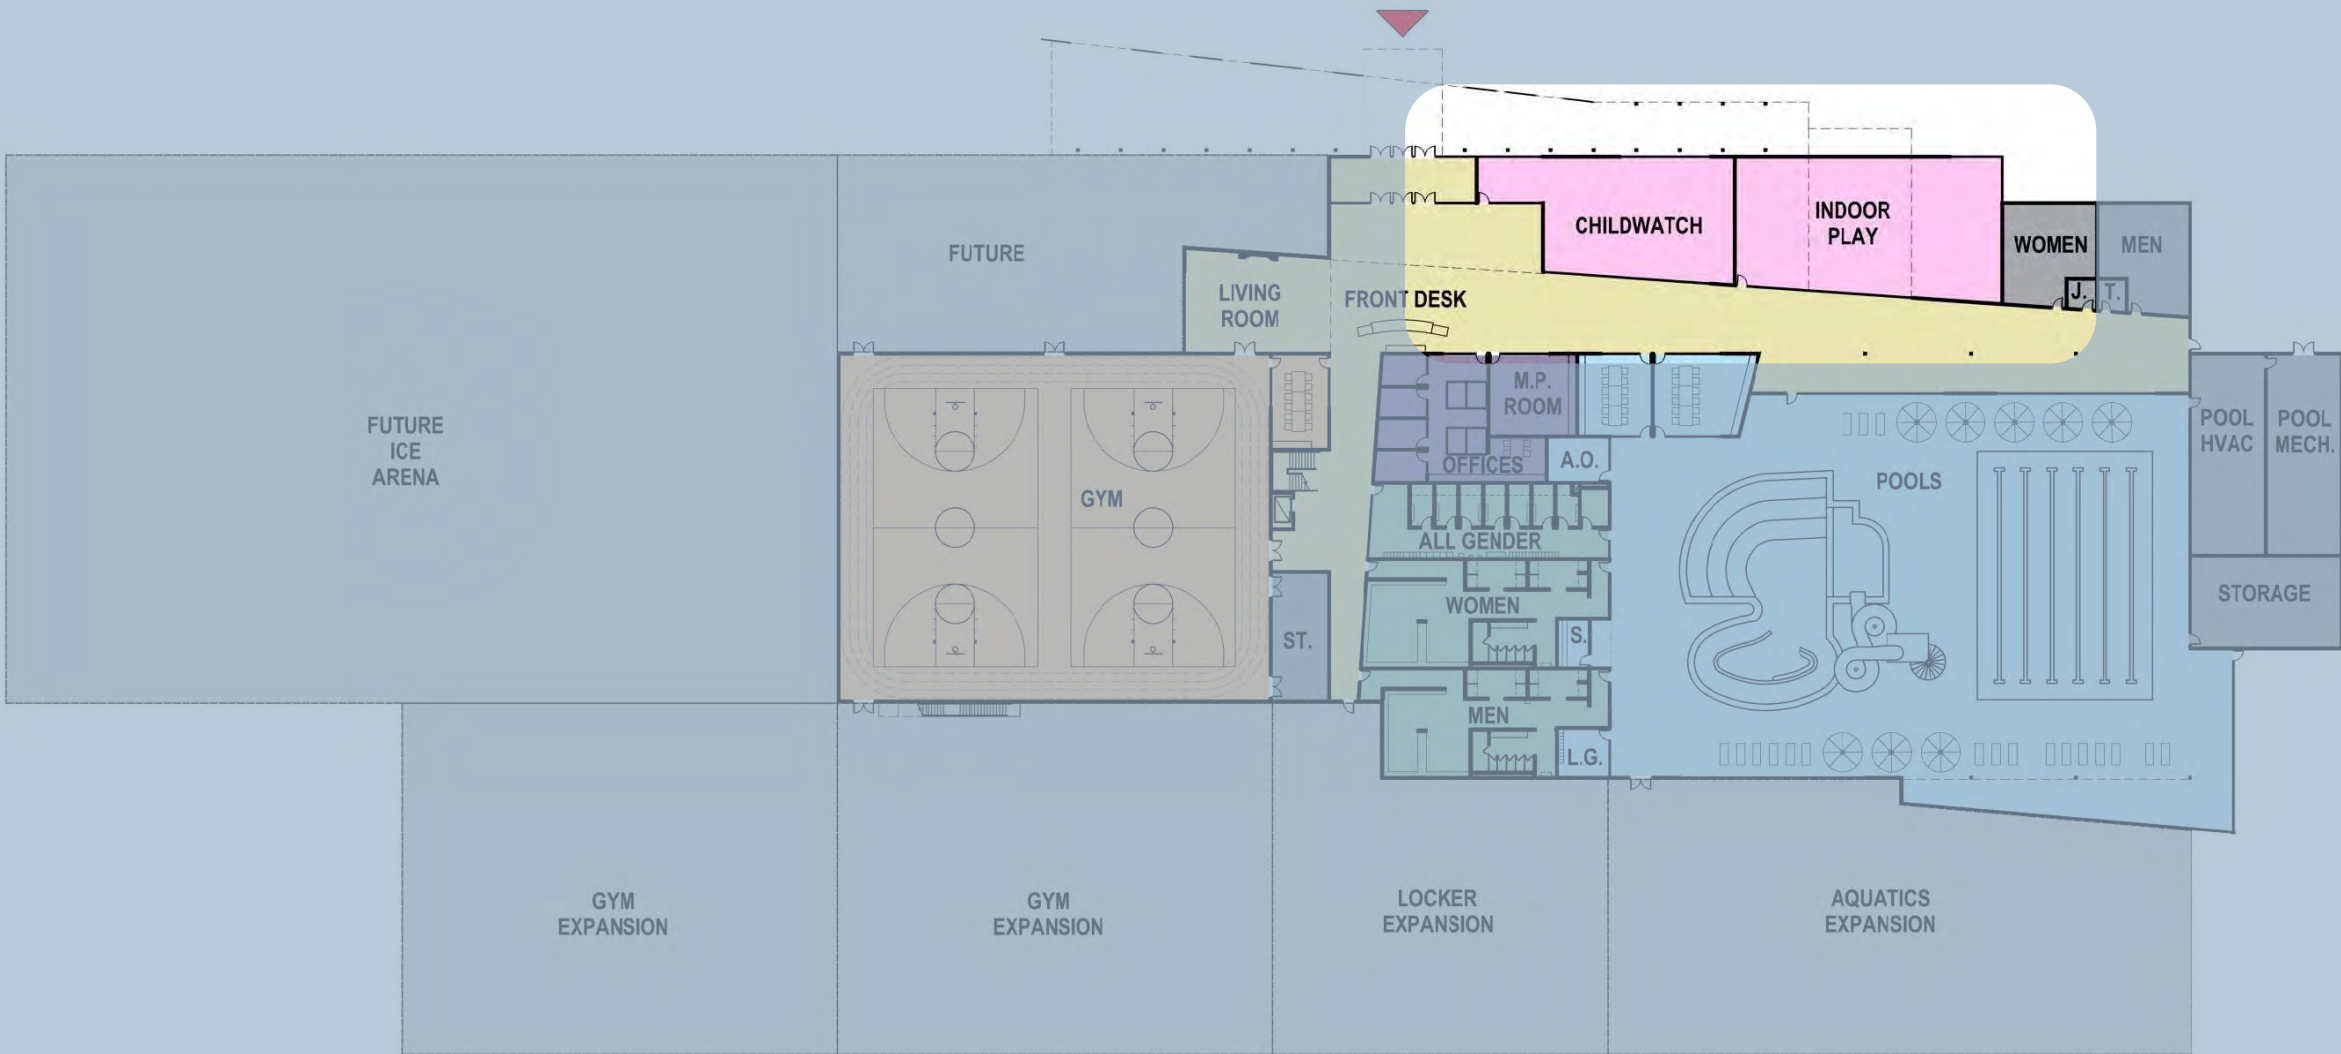 CHILDWATCH
INDOOR
PLAY
WOMEN
MEN
J.
T.
FUTURE
LIVING
ROOM
FRONT DESK
M.P.
ROOM
OFFICES
A.O.
FUTURE
ICE
ARENA
GYM
POOLS
POOL
HVAC
POOL
MECH.
ALL GENDER
WOMEN
STORAGE
ST.
S.
MEN
L.G.
GYM
EXPANSION
GYM
EXPANSION
LOCKER
EXPANSION
AQUATICS
EXPANSION